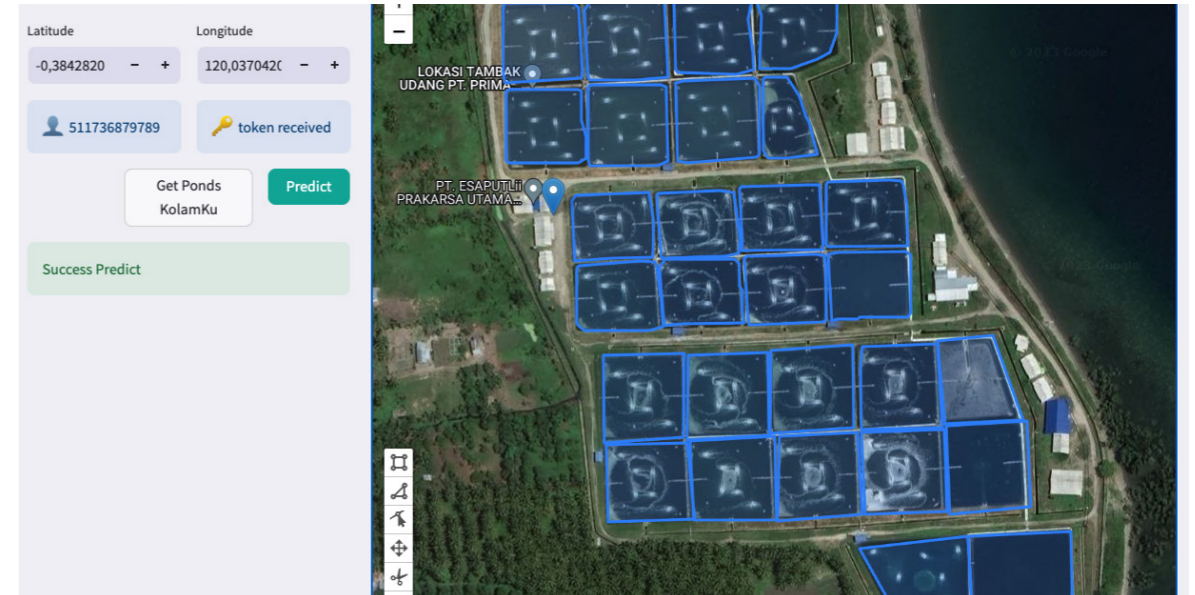 Latitude
Longitude
-0,3842820 − +
120,037042( − +
511736879789
token received
Get Ponds
KolamKu
Predict
Success Predict
−
LOKASI TAMBAK
UDANG PT. PRIMA...
PT. ESAPUTLII
PRAKARSA UTAMA...
© 2023 Google